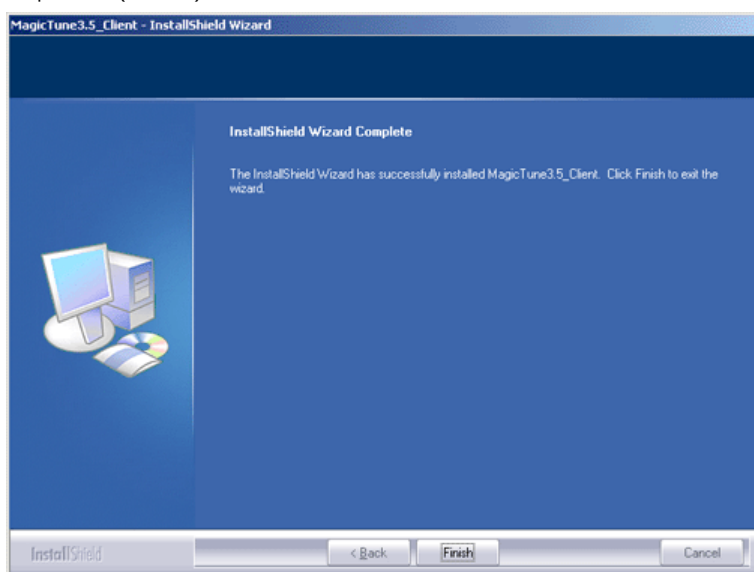 MagicTune3.5_Client - InstallShield Wizard
InstallShield Wizard Complete
The InstallShield Wizard has successfully installed MagicTune3.5_Client. Click Finish to exit the
wizard.
InstallShield
< Back
Finish
Cancel